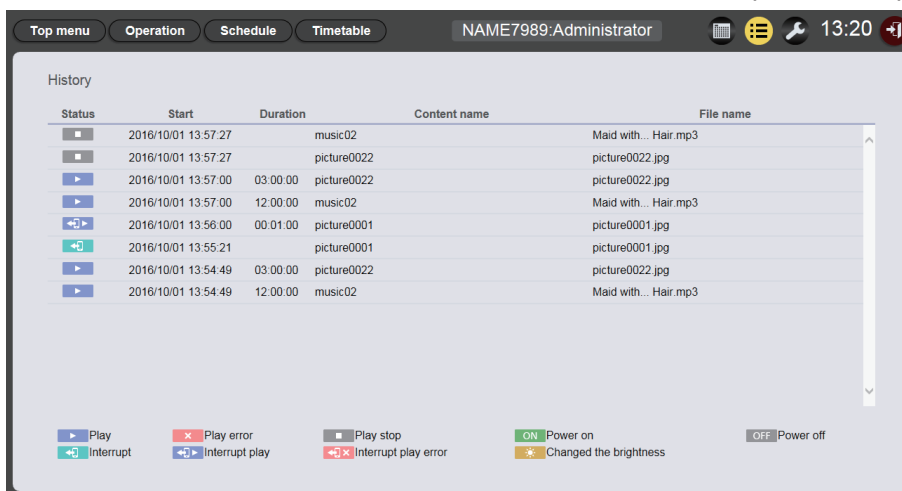 Top menu Operation Schedule Timetable NAME7989:Administrator 13:20
History
Status Start Duration Content name File name
2016/10/01 13:57:27 music02 Maid with... Hair.mp3
2016/10/01 13:57:27 picture0022 picture0022.jpg
2016/10/01 13:57:00 03:00:00 picture0022 picture0022.jpg
2016/10/01 13:57:00 12:00:00 music02 Maid with... Hair.mp3
2016/10/01 13:56:00 00:01:00 picture0001 picture0001.jpg
2016/10/01 13:55:21 picture0001 picture0001.jpg
2016/10/01 13:54:49 03:00:00 picture0022 picture0022.jpg
2016/10/01 13:54:49 12:00:00 music02 Maid with... Hair.mp3
Play Play error Play stop ON Power on OFF Power off
Interrupt Interrupt play Interrupt play error Changed the brightness